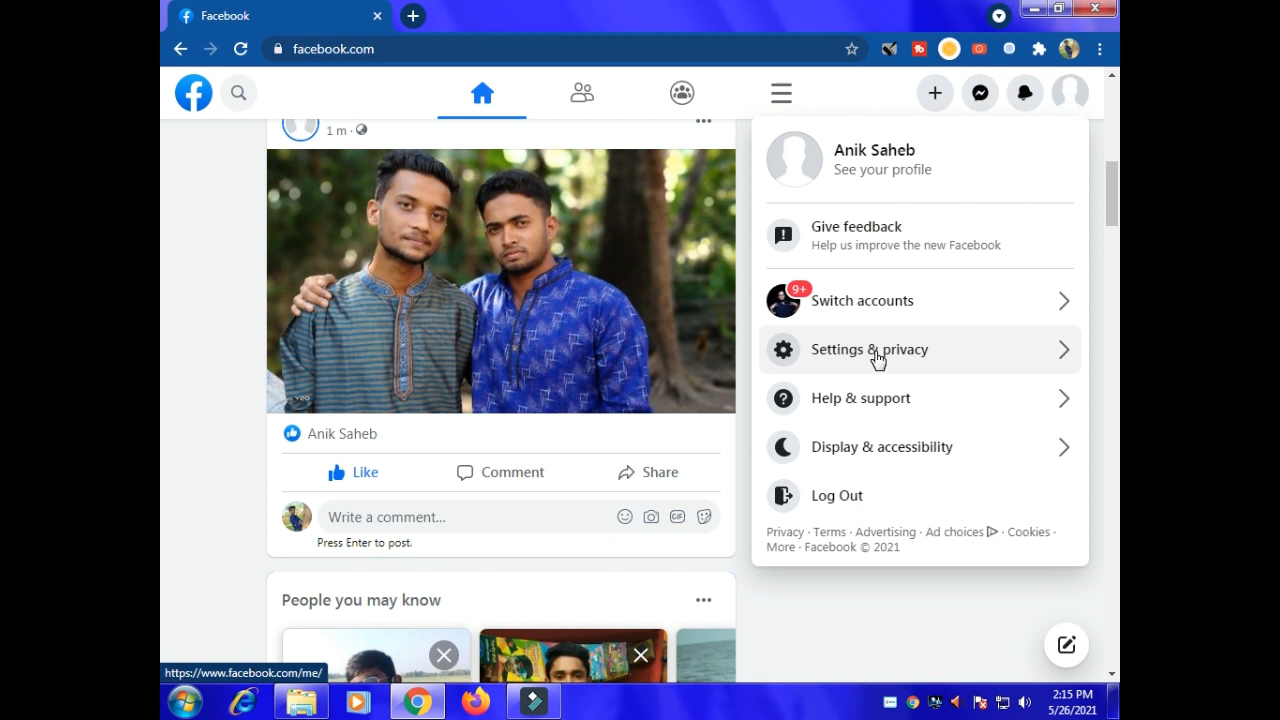 Facebook
facebook.com
1 m ·
Anik Saheb
Like
Comment
Share
Write a comment...
GIF
Press Enter to post.
People you may know
Anik Saheb
See your profile
Give feedback
Help us improve the new Facebook
9+
Switch accounts
Settings & privacy
Help & support
Display & accessibility
Log Out
Privacy · Terms · Advertising · Ad choices · Cookies ·
More · Facebook © 2021
https://www.facebook.com/me/
2:15 PM
5/26/2021